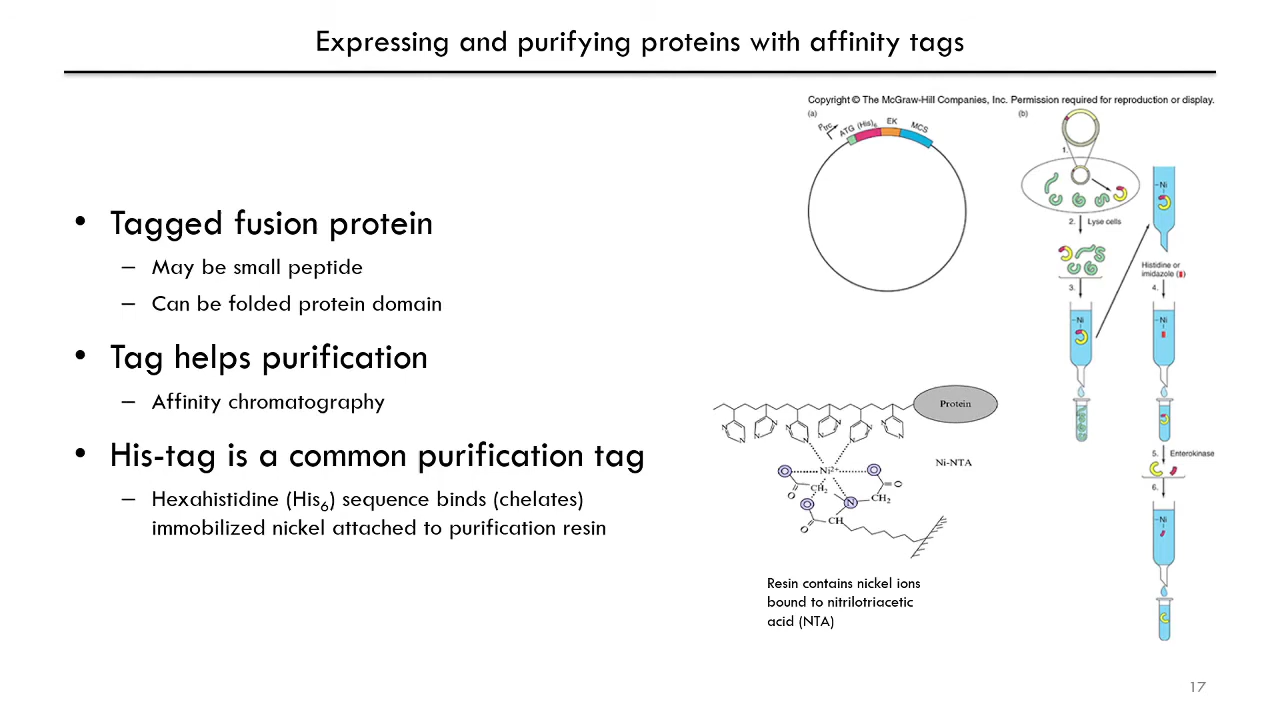 Expressing and purifying proteins with affinity tags
• Tagged fusion protein
– May be small peptide
– Can be folded protein domain
• Tag helps purification
– Affinity chromatography
• His-tag is a common purification tag
– Hexahistidine (His6) sequence binds (chelates)
immobilized nickel attached to purification resin
Copyright © The McGraw-Hill Companies, Inc. Permission required for reproduction or display.
(a)
Ptrc
ATG
(His)6
EK
MCS
(b)
1.
2. Lyse cells
3.
–Ni
–Ni
Histidine or
imidazole (▮)
4.
–Ni
5. Enterokinase
6.
–Ni
Protein
N N N N N N
N N N N N N
Ni2+
Ni-NTA
O O
O CH2 C O
O N CH2
O CH
Resin contains nickel ions
bound to nitrilotriacetic
acid (NTA)
17